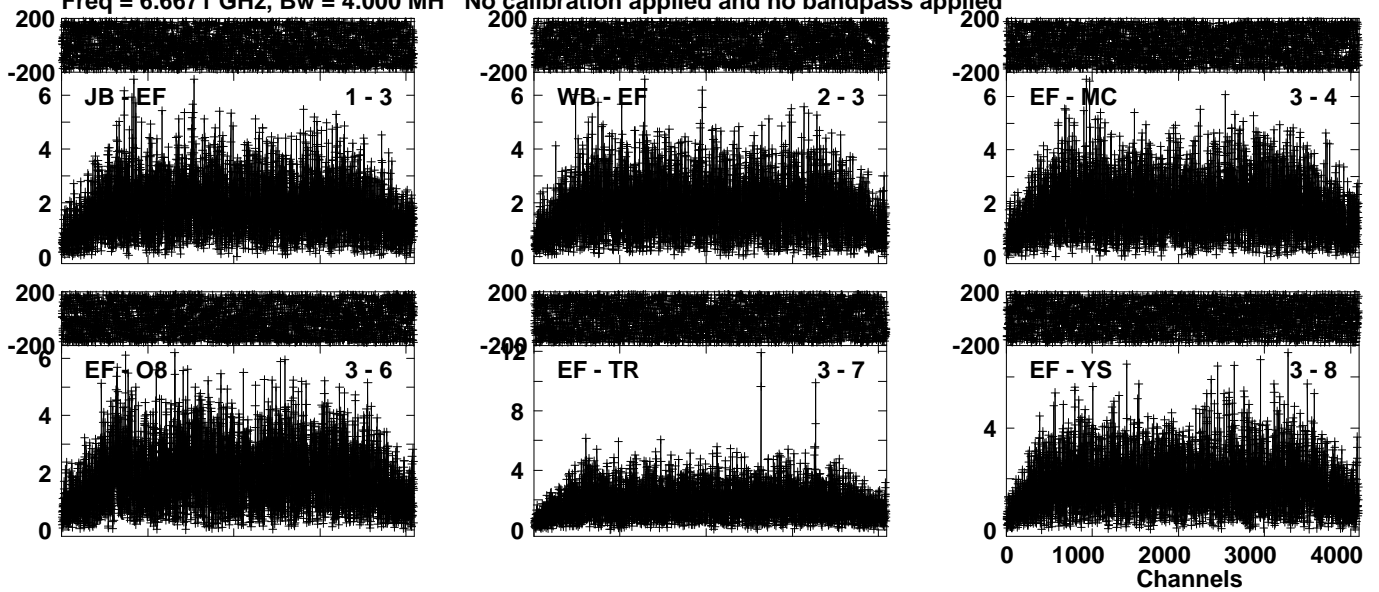 Freq = 6.6671 GHz, Bw = 4.000 MH No calibration applied and no bandpass applied
200 200 200
-200 -200 -200
JB - EF 1 - 3 WB - EF 2 - 3 EF - MC 3 - 4
6 6
4 4 4
2 2 2
0 0 0
200 200 200
-200 -200 -200
6 12
EF - O8 3 - 6 EF - TR 3 - 7 EF - YS 3 - 8
4 8 4
2 4
0 0 0
0 1000 2000 3000 4000
Channels